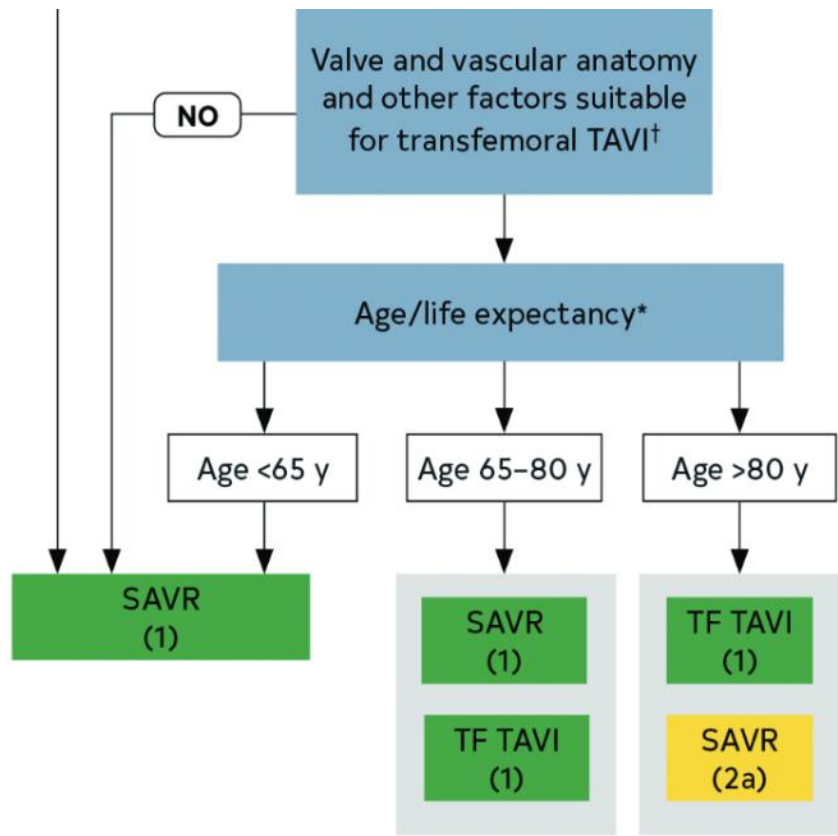 Valve and vascular anatomy
and other factors suitable
for transfemoral TAVI†
NO
Age/life expectancy*
Age <65 y
Age 65–80 y
Age >80 y
SAVR
(1)
SAVR
(1)
TF TAVI
(1)
TF TAVI
(1)
SAVR
(2a)